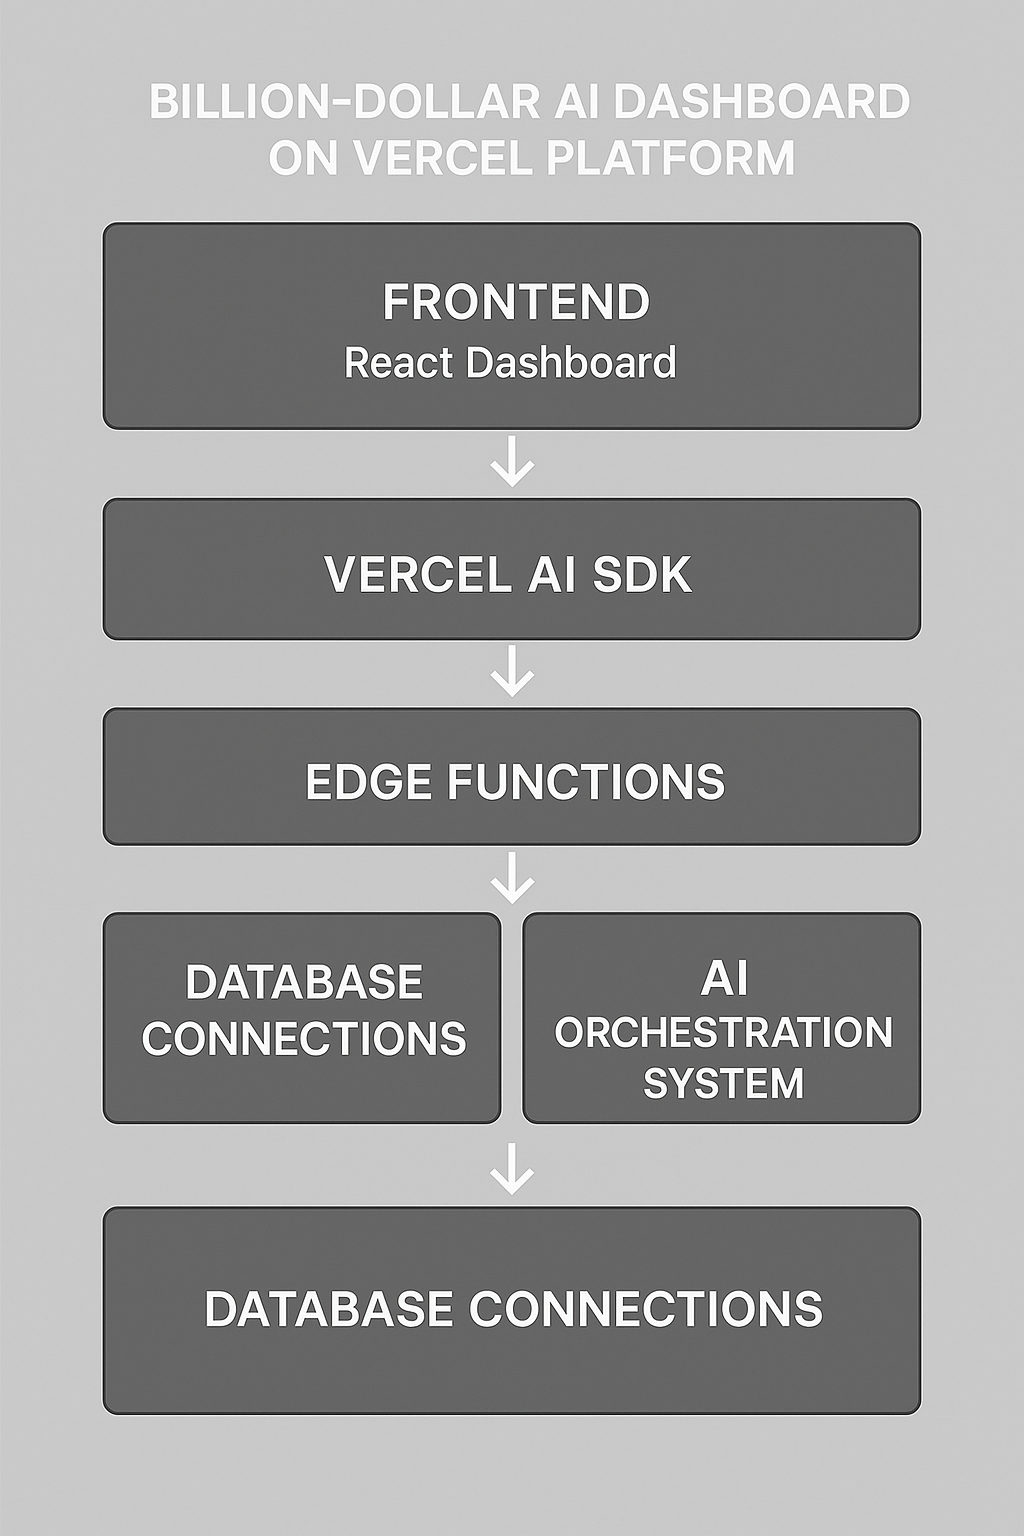 BILLION-DOLLAR AI DASHBOARD
ON VERCEL PLATFORM
FRONTEND
React Dashboard
VERCEL AI SDK
EDGE FUNCTIONS
DATABASE
CONNECTIONS
AI
ORCHESTRATION
SYSTEM
DATABASE CONNECTIONS